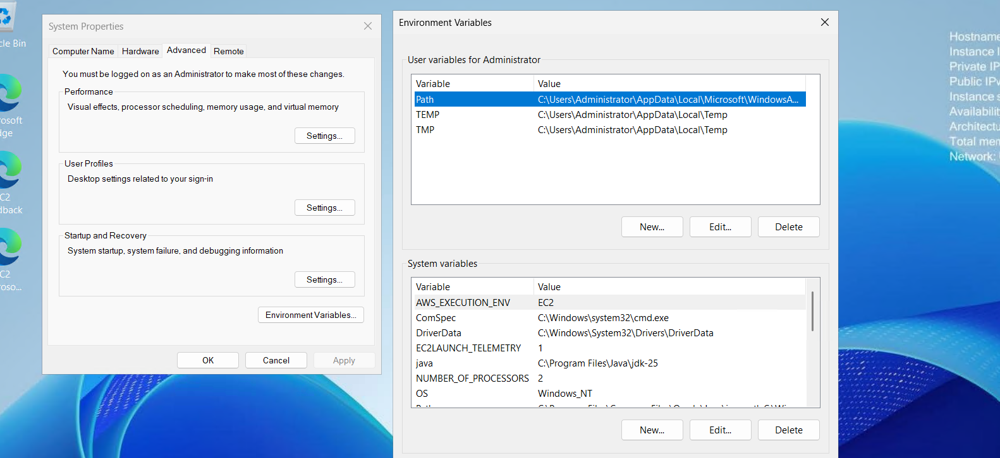 cle Bin
rosoft
dge
C2
dback
C2
roso...
System Properties
Computer Name Hardware Advanced Remote
You must be logged on as an Administrator to make most of these changes.
Performance
Visual effects, processor scheduling, memory usage, and virtual memory
Settings...
User Profiles
Desktop settings related to your sign-in
Settings...
Startup and Recovery
System startup, system failure, and debugging information
Settings...
Environment Variables...
OK Cancel Apply
Environment Variables
User variables for Administrator
Variable Value
Path C:\Users\Administrator\AppData\Local\Microsoft\WindowsA...
TEMP C:\Users\Administrator\AppData\Local\Temp
TMP C:\Users\Administrator\AppData\Local\Temp
New... Edit... Delete
System variables
Variable Value
AWS_EXECUTION_ENV EC2
ComSpec C:\Windows\system32\cmd.exe
DriverData C:\Windows\System32\Drivers\DriverData
EC2LAUNCH_TELEMETRY 1
java C:\Program Files\Java\jdk-25
NUMBER_OF_PROCESSORS 2
OS Windows_NT
New... Edit... Delete
Hostname
Instance I
Private IP
Public IPv
Instance s
Availabilit
Architectu
Total mem
Network: